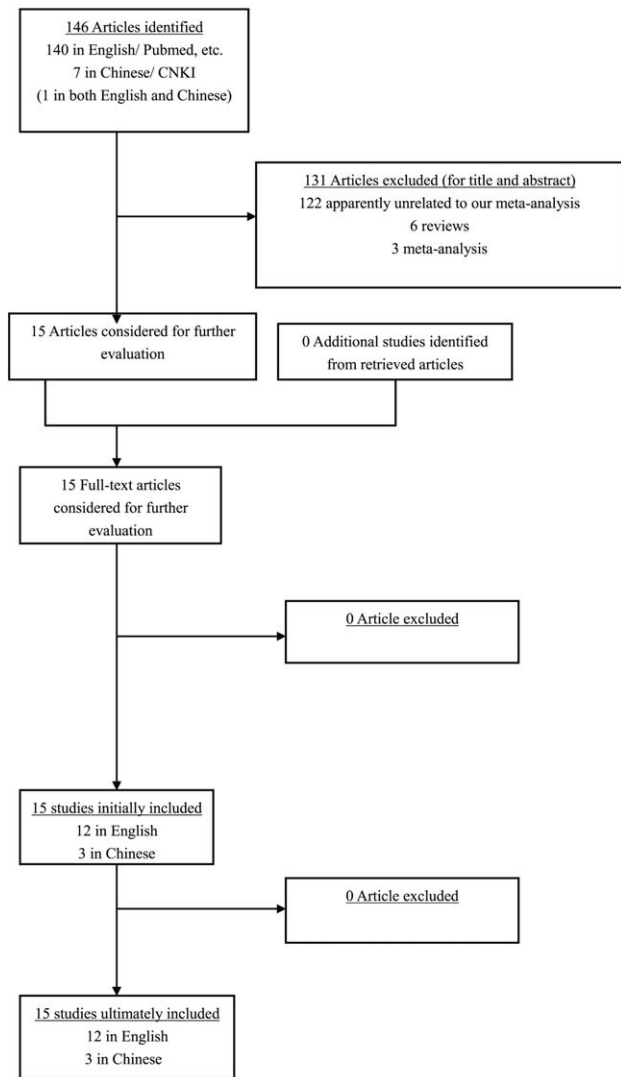 146 Articles identified
140 in English/ Pubmed, etc.
7 in Chinese/ CNKI
(1 in both English and Chinese)
131 Articles excluded (for title and abstract)
122 apparently unrelated to our meta-analysis
6 reviews
3 meta-analysis
15 Articles considered for further
evaluation
0 Additional studies identified
from retrieved articles
15 Full-text articles
considered for further
evaluation
0 Article excluded
15 studies initially included
12 in English
3 in Chinese
0 Article excluded
15 studies ultimately included
12 in English
3 in Chinese